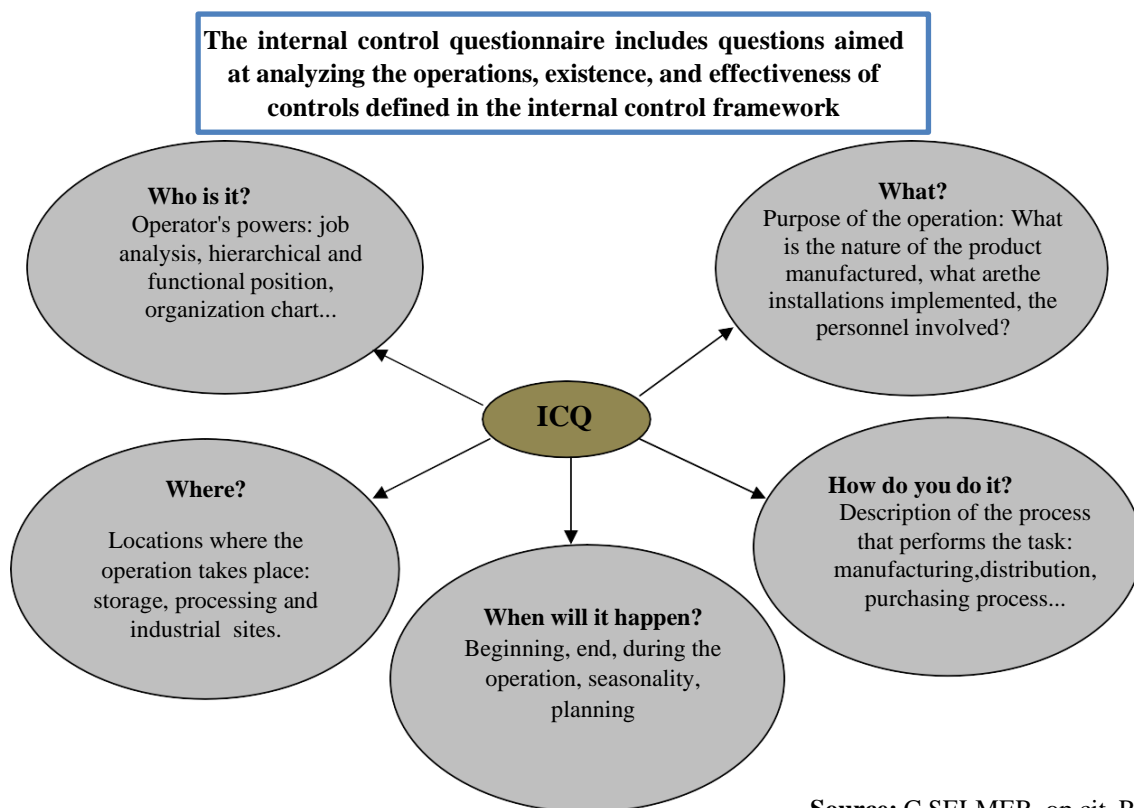 The internal control questionnaire includes questions aimed
at analyzing the operations, existence, and effectiveness of
controls defined in the internal control framework
Who is it?
Operator's powers: job
analysis, hierarchical and
functional position,
organization chart...
What?
Purpose of the operation: What
is the nature of the product
manufactured, what arethe
installations implemented, the
personnel involved?
ICQ
Where?
Locations where the
operation takes place:
storage, processing and
industrial sites.
How do you do it?
Description of the process
that performs the task:
manufacturing,distribution,
purchasing process...
When will it happen?
Beginning, end, during the
operation, seasonality,
planning